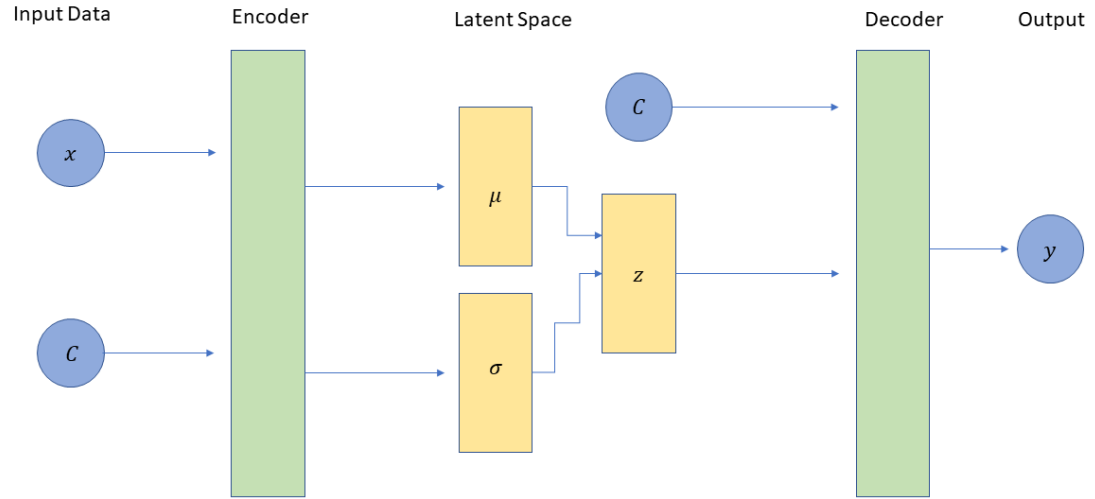 Input Data
Encoder
Latent Space
Decoder
Output
x
C
μ
C
σ
z
y